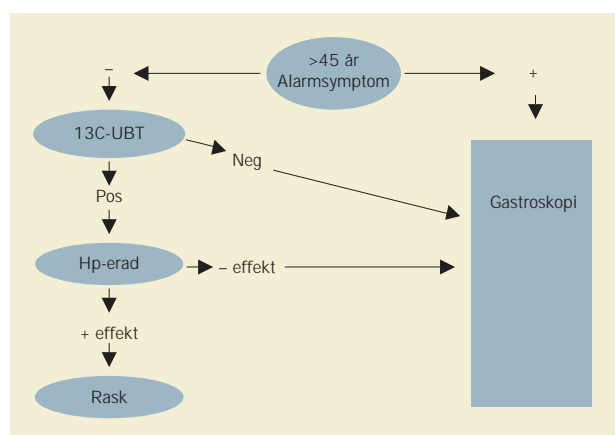 >45 år
Alarmsymptom
–
+
13C-UBT
Neg
Pos
Gastroskopi
Hp-erad
– effekt
+ effekt
Rask